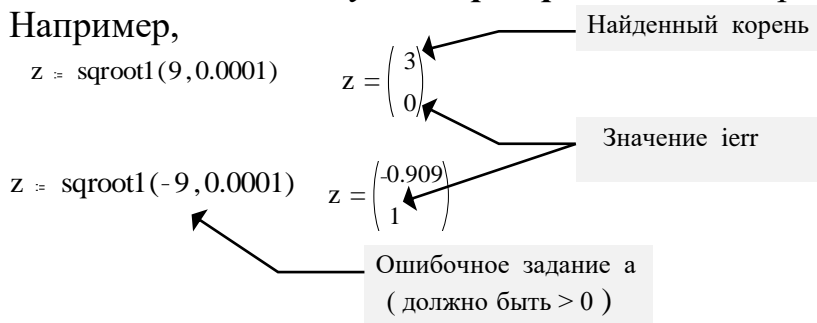 Например,
Найденный корень
z := sqroot1(9,0.0001)
z = (3
0)
Значение ierr
z := sqroot1(-9,0.0001)
z = (-0.909
1)
Ошибочное задание а
( должно быть > 0 )